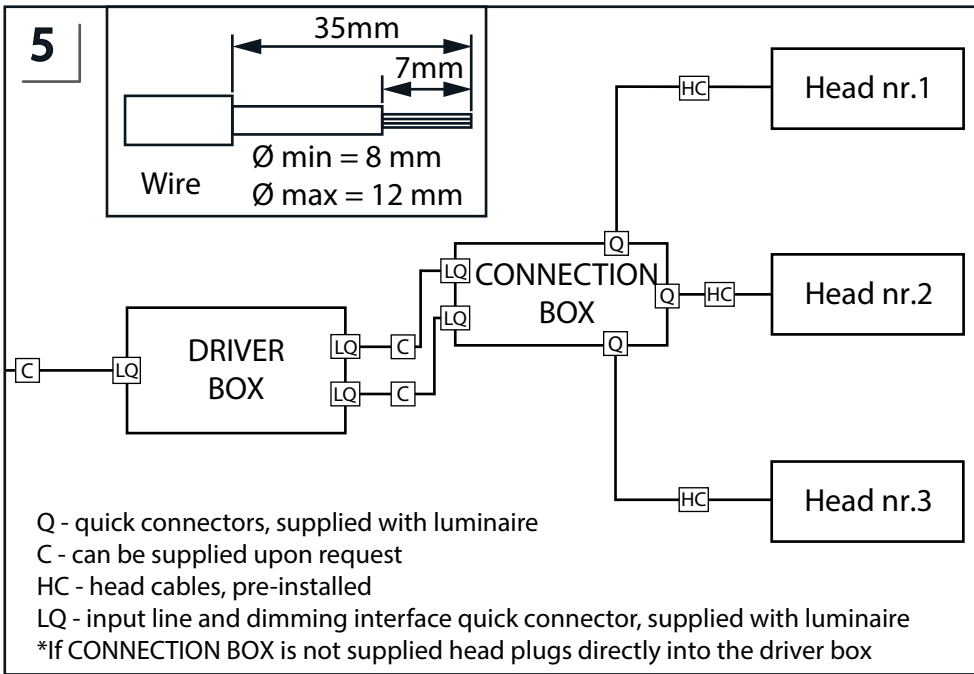 5
35mm
7mm
Wire
Ø min = 8 mm
Ø max = 12 mm
HC
Head nr.1
Q
LQ
CONNECTION
BOX
LQ
Q
HC
Head nr.2
Q
C
LQ
DRIVER
BOX
LQ
C
LQ
C
HC
Head nr.3
Q - quick connectors, supplied with luminaire
C - can be supplied upon request
HC - head cables, pre-installed
LQ - input line and dimming interface quick connector, supplied with luminaire
*If CONNECTION BOX is not supplied head plugs directly into the driver box